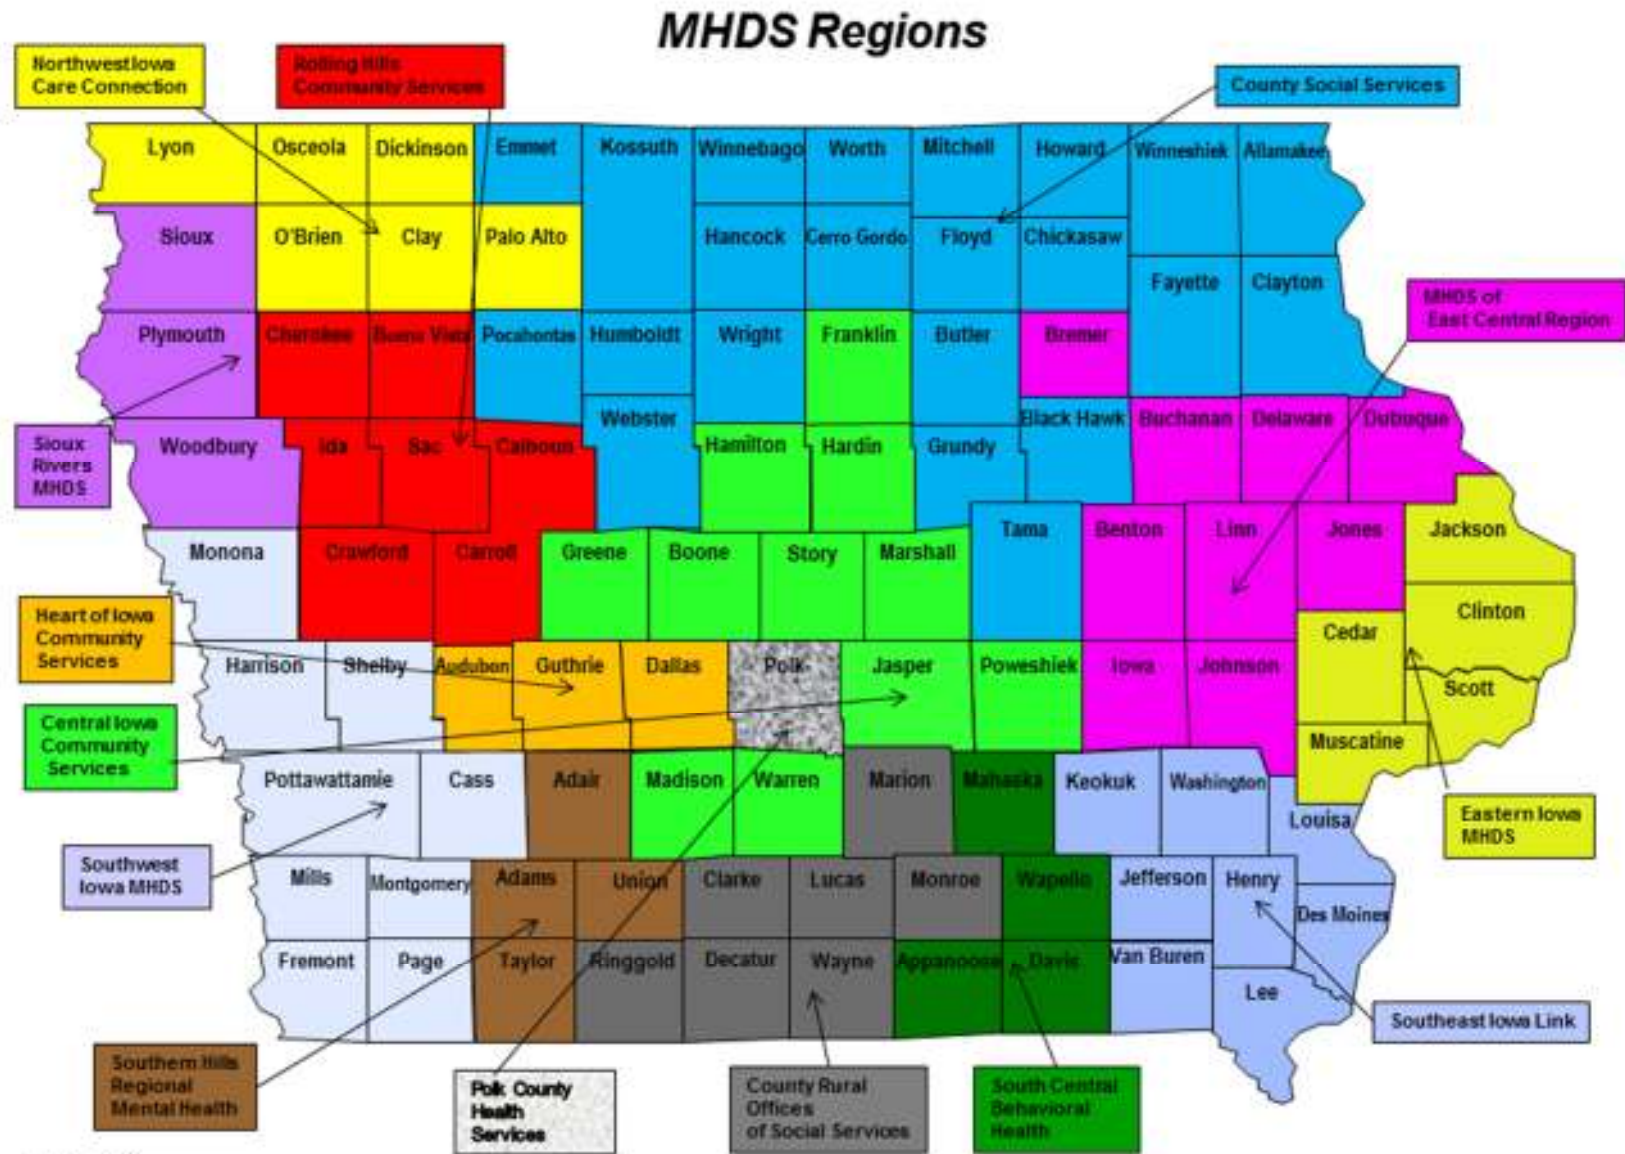 MHDS Regions
Northwest Iowa
Care Connection
Rolling Hills
Community Services
County Social Services
Lyon
Osceola
Dickinson
Emmet
Kossuth
Winnebago
Worth
Mitchell
Howard
Winneshiek
Allamakee
Sioux
O'Brien
Clay
Palo Alto
Hancock
Cerro Gordo
Floyd
Chickasaw
Fayette
Clayton
MHDS of
East Central Region
Plymouth
Cherokee
Buena Vista
Pocahontas
Humboldt
Wright
Franklin
Butler
Bremer
Sioux
Rivers
MHDS
Woodbury
Ida
Sac
Calhoun
Webster
Hamilton
Hardin
Grundy
Black Hawk
Buchanan
Delaware
Dubuque
Monona
Crawford
Carroll
Greene
Boone
Story
Marshall
Tama
Benton
Linn
Jones
Jackson
Clinton
Heart of Iowa
Community
Services
Harrison
Shelby
Audubon
Guthrie
Dallas
Polk
Jasper
Poweshiek
Iowa
Johnson
Cedar
Scott
Muscatine
Central Iowa
Community
Services
Pottawattamie
Cass
Adair
Madison
Warren
Marion
Mahaska
Keokuk
Washington
Louisa
Eastern Iowa
MHDS
Southwest
Iowa MHDS
Mills
Montgomery
Adams
Union
Clarke
Lucas
Monroe
Wapello
Jefferson
Henry
Des Moines
Fremont
Page
Taylor
Ringgold
Decatur
Wayne
Appanoose
Davis
Van Buren
Lee
Southeast Iowa Link
Southern Hills
Regional
Mental Health
Polk County
Health
Services
County Rural
Offices
of Social Services
South Central
Behavioral
Health